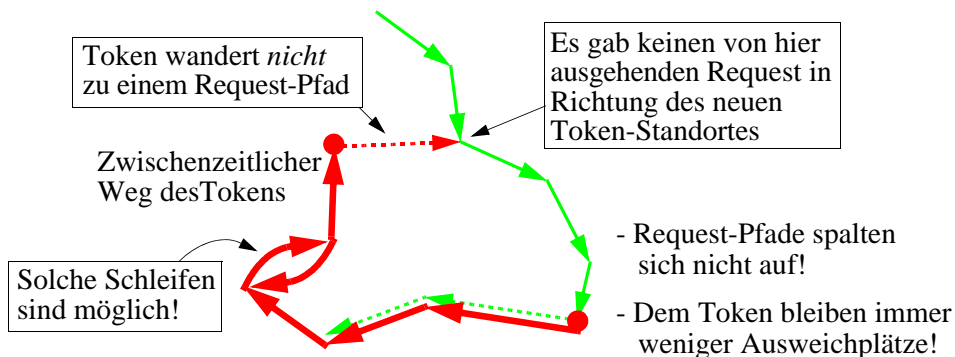 Token wandert nicht
zu einem Request-Pfad
Es gab keinen von hier
ausgehenden Request in
Richtung des neuen
Token-Standortes
Zwischenzeitlicher
Weg desTokens
Solche Schleifen
sind möglich!
- Request-Pfade spalten
sich nicht auf!
- Dem Token bleiben immer
weniger Ausweichplätze!